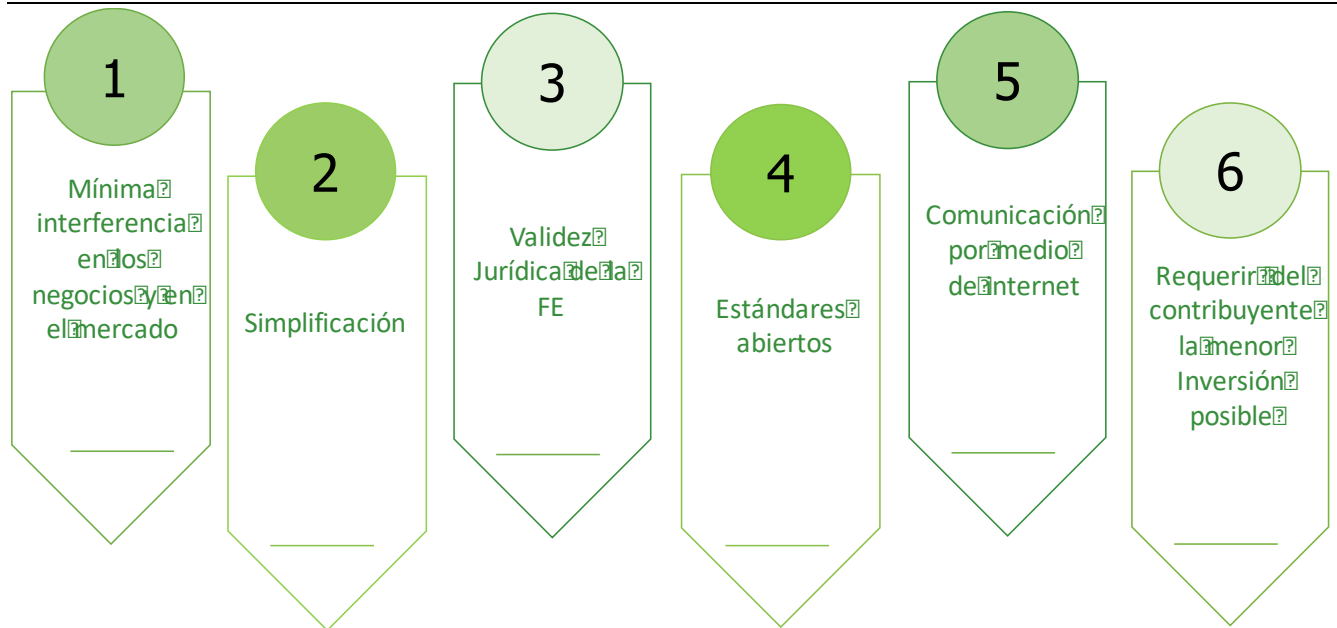 1
Mínima
interferencia
en los
negocios y en
el mercado
2
Simplificación
3
Validez
Jurídica de la
FE
4
Estándares
abiertos
5
Comunicación
por medio
de internet
6
Requerir del
contribuyente
la menor
Inversión
posible